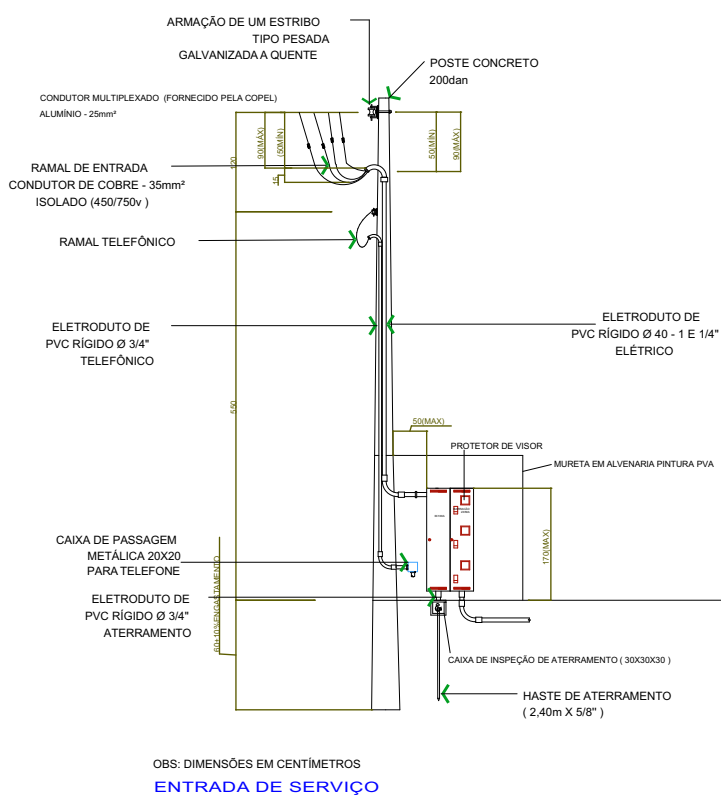 ARMAÇÃO DE UM ESTRIBO
TIPO PESADA
GALVANIZADA A QUENTE
POSTE CONCRETO
200dan
CONDUTOR MULTIPLEXADO (FORNECIDO PELA COPEL)
ALUMÍNIO - 25mm²
120
90(MÁX)
(50MÍN)
15
50(MÍN)
90(MÁX)
RAMAL DE ENTRADA
CONDUTOR DE COBRE - 35mm²
ISOLADO (450/750v )
RAMAL TELEFÔNICO
ELETRODUTO DE
PVC RÍGIDO Ø 3/4"
TELEFÔNICO
ELETRODUTO DE
PVC RÍGIDO Ø 40 - 1 E 1/4"
ELÉTRICO
550
50(MAX)
PROTETOR DE VISOR
MURETA EM ALVENARIA PINTURA PVA
170(MAX)
CAIXA DE PASSAGEM
METÁLICA 20X20
PARA TELEFONE
ELETRODUTO DE
PVC RÍGIDO Ø 3/4"
ATERRAMENTO
60+10%ENGASTAMENTO
CAIXA DE INSPEÇÃO DE ATERRAMENTO ( 30X30X30 )
HASTE DE ATERRAMENTO
( 2,40m X 5/8" )
OBS: DIMENSÕES EM CENTÍMETROS
ENTRADA DE SERVIÇO